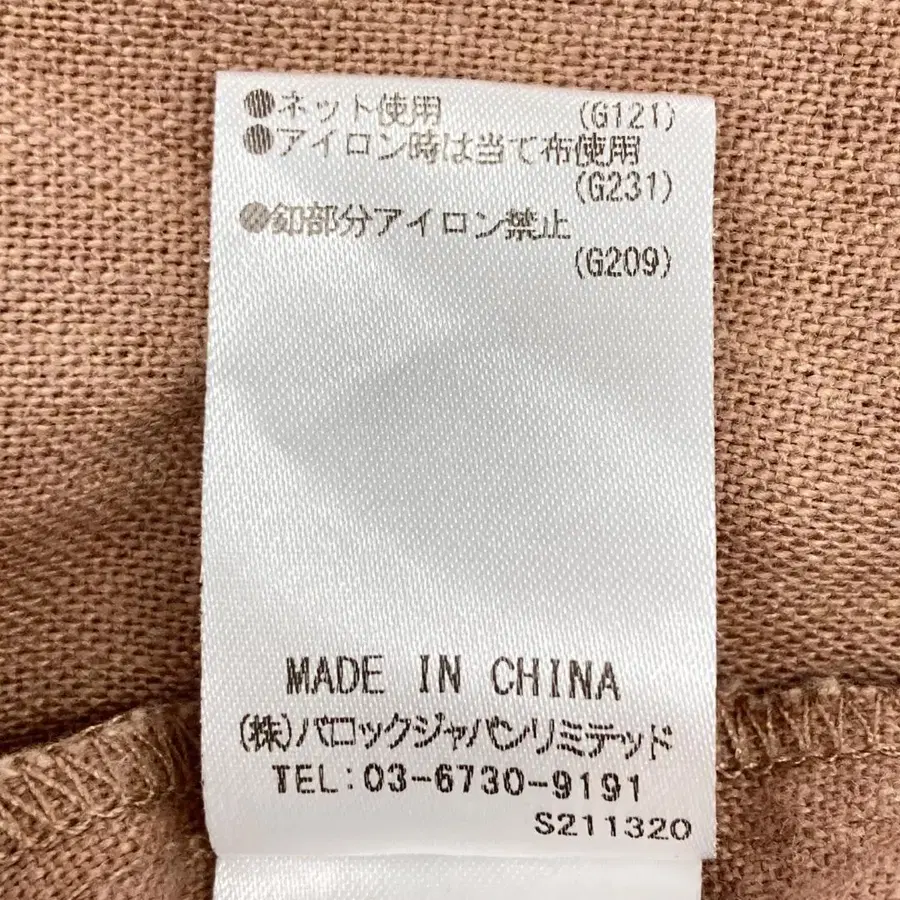 ●ネット使用 (G121)
●アイロン時は当て布使用
(G231)
●釦部分アイロン禁止
(G209)
MADE IN CHINA
(株)バロックジャパンリミテッド
TEL:03-6730-9191
S211320